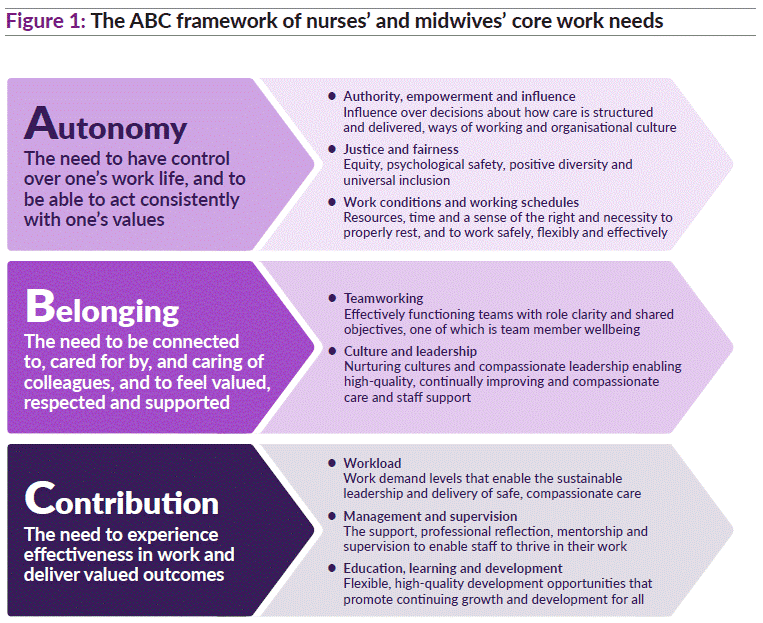 Figure 1: The ABC framework of nurses’ and midwives’ core work needs
Autonomy
The need to have control
over one’s work life, and to
be able to act consistently
with one’s values
● Authority, empowerment and influence
Influence over decisions about how care is structured
and delivered, ways of working and organisational culture
● Justice and fairness
Equity, psychological safety, positive diversity and
universal inclusion
● Work conditions and working schedules
Resources, time and a sense of the right and necessity to
properly rest, and to work safely, flexibly and effectively
Belonging
The need to be connected
to, cared for by, and caring of
colleagues, and to feel valued,
respected and supported
● Teamworking
Effectively functioning teams with role clarity and shared
objectives, one of which is team member wellbeing
● Culture and leadership
Nurturing cultures and compassionate leadership enabling
high-quality, continually improving and compassionate
care and staff support
Contribution
The need to experience
effectiveness in work and
deliver valued outcomes
● Workload
Work demand levels that enable the sustainable
leadership and delivery of safe, compassionate care
● Management and supervision
The support, professional reflection, mentorship and
supervision to enable staff to thrive in their work
● Education, learning and development
Flexible, high-quality development opportunities that
promote continuing growth and development for all